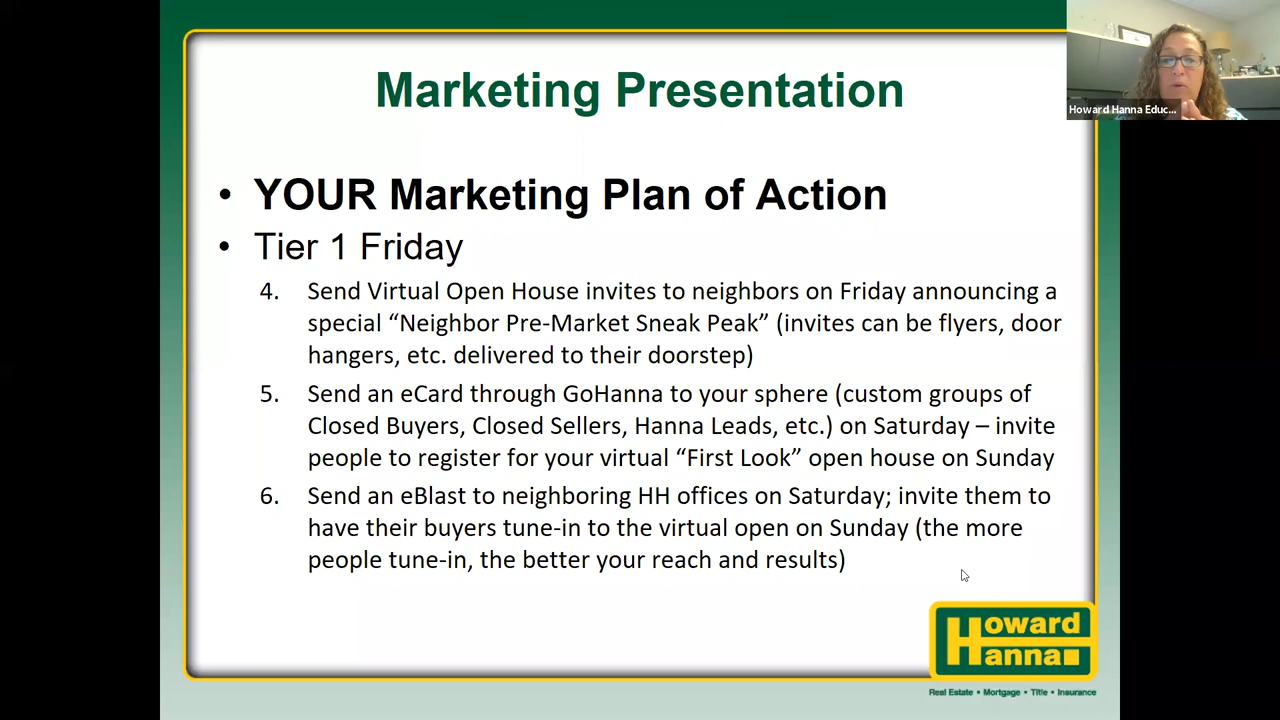 Marketing Presentation
Howard Hanna Educ...
• YOUR Marketing Plan of Action
• Tier 1 Friday
4. Send Virtual Open House invites to neighbors on Friday announcing a
special “Neighbor Pre-Market Sneak Peak” (invites can be flyers, door
hangers, etc. delivered to their doorstep)
5. Send an eCard through GoHanna to your sphere (custom groups of
Closed Buyers, Closed Sellers, Hanna Leads, etc.) on Saturday – invite
people to register for your virtual “First Look” open house on Sunday
6. Send an eBlast to neighboring HH offices on Saturday; invite them to
have their buyers tune-in to the virtual open on Sunday (the more
people tune-in, the better your reach and results)
Howard
Hanna
Real Estate • Mortgage • Title • Insurance